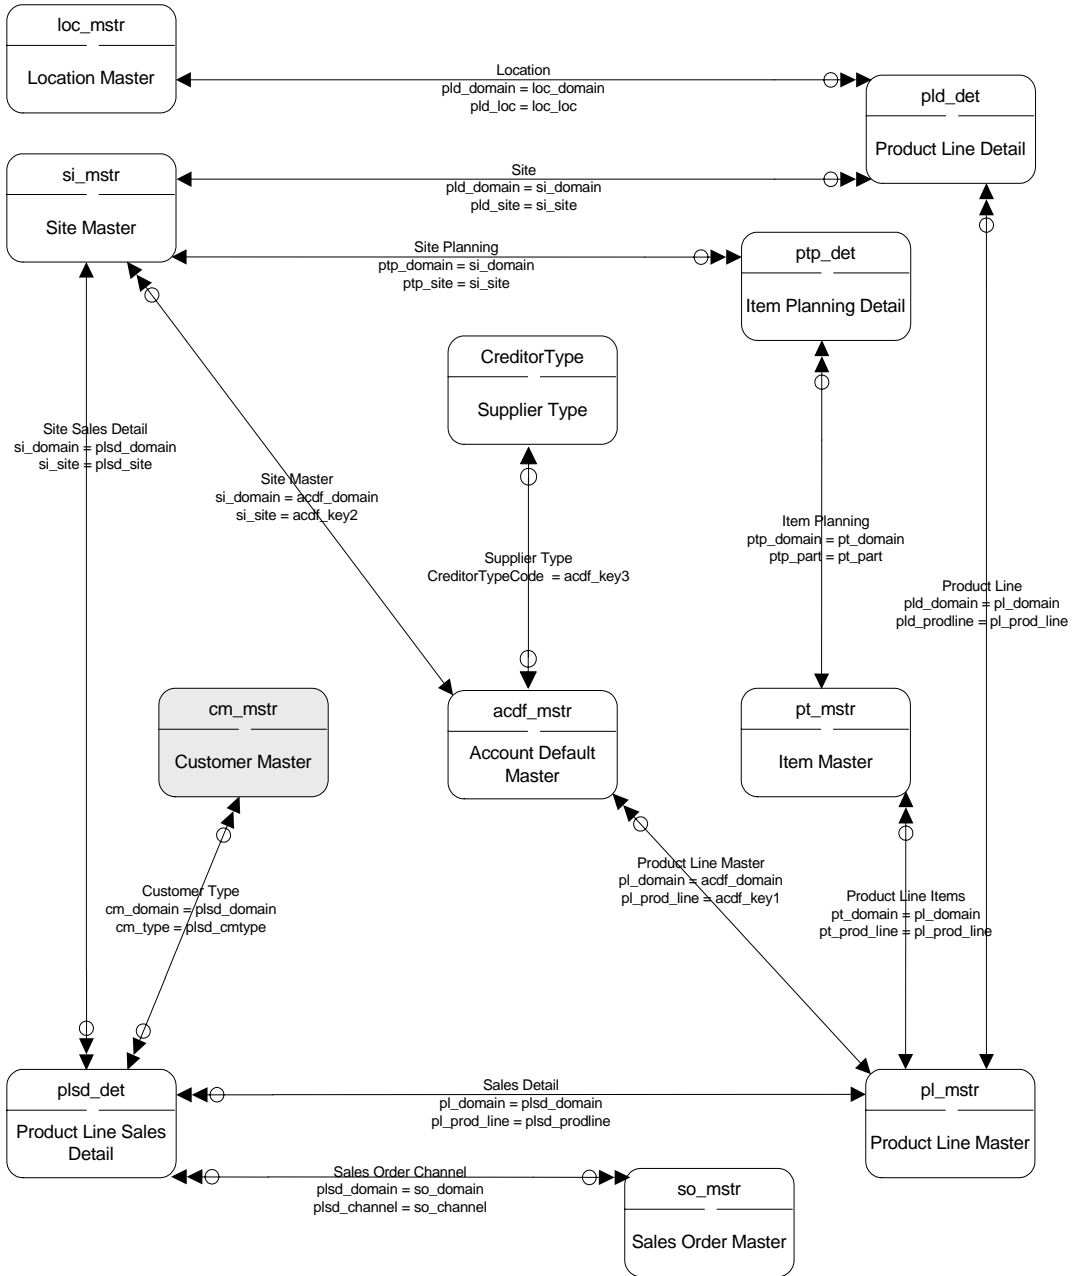 loc_mstr
Location Master
Location
pld_domain = loc_domain
pld_loc = loc_loc
pld_det
Product Line Detail
si_mstr
Site Master
Site
pld_domain = si_domain
pld_site = si_site
Site Planning
ptp_domain = si_domain
ptp_site = si_site
ptp_det
Item Planning Detail
CreditorType
Supplier Type
Site Sales Detail
si_domain = plsd_domain
si_site = plsd_site
Site Master
si_domain = acdf_domain
si_site = acdf_key2
Supplier Type
CreditorTypeCode = acdf_key3
Item Planning
ptp_domain = pt_domain
ptp_part = pt_part
Product Line
pld_domain = pl_domain
pld_prodline = pl_prod_line
cm_mstr
Customer Master
acdf_mstr
Account Default
Master
pt_mstr
Item Master
Customer Type
cm_domain = plsd_domain
cm_type = plsd_cmtype
Product Line Master
pl_domain = acdf_domain
pl_prod_line = acdf_key1
Product Line Items
pt_domain = pl_domain
pt_prod_line = pl_prod_line
plsd_det
Product Line Sales
Detail
Sales Detail
pl_domain = plsd_domain
pl_prod_line = plsd_prodline
pl_mstr
Product Line Master
Sales Order Channel
plsd_domain = so_domain
plsd_channel = so_channel
so_mstr
Sales Order Master